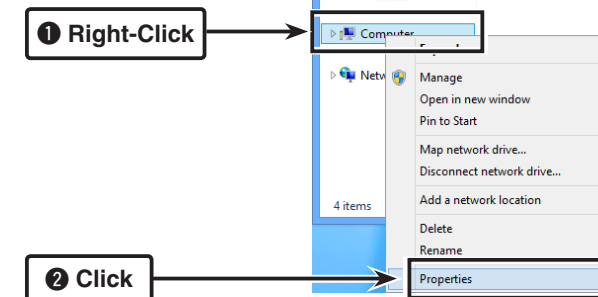 ❶ Right-Click
Computer
Netw
Manage
Open in new window
Pin to Start
Map network drive...
Disconnect network drive...
4 items
Add a network location
Delete
Rename
❷ Click
Properties